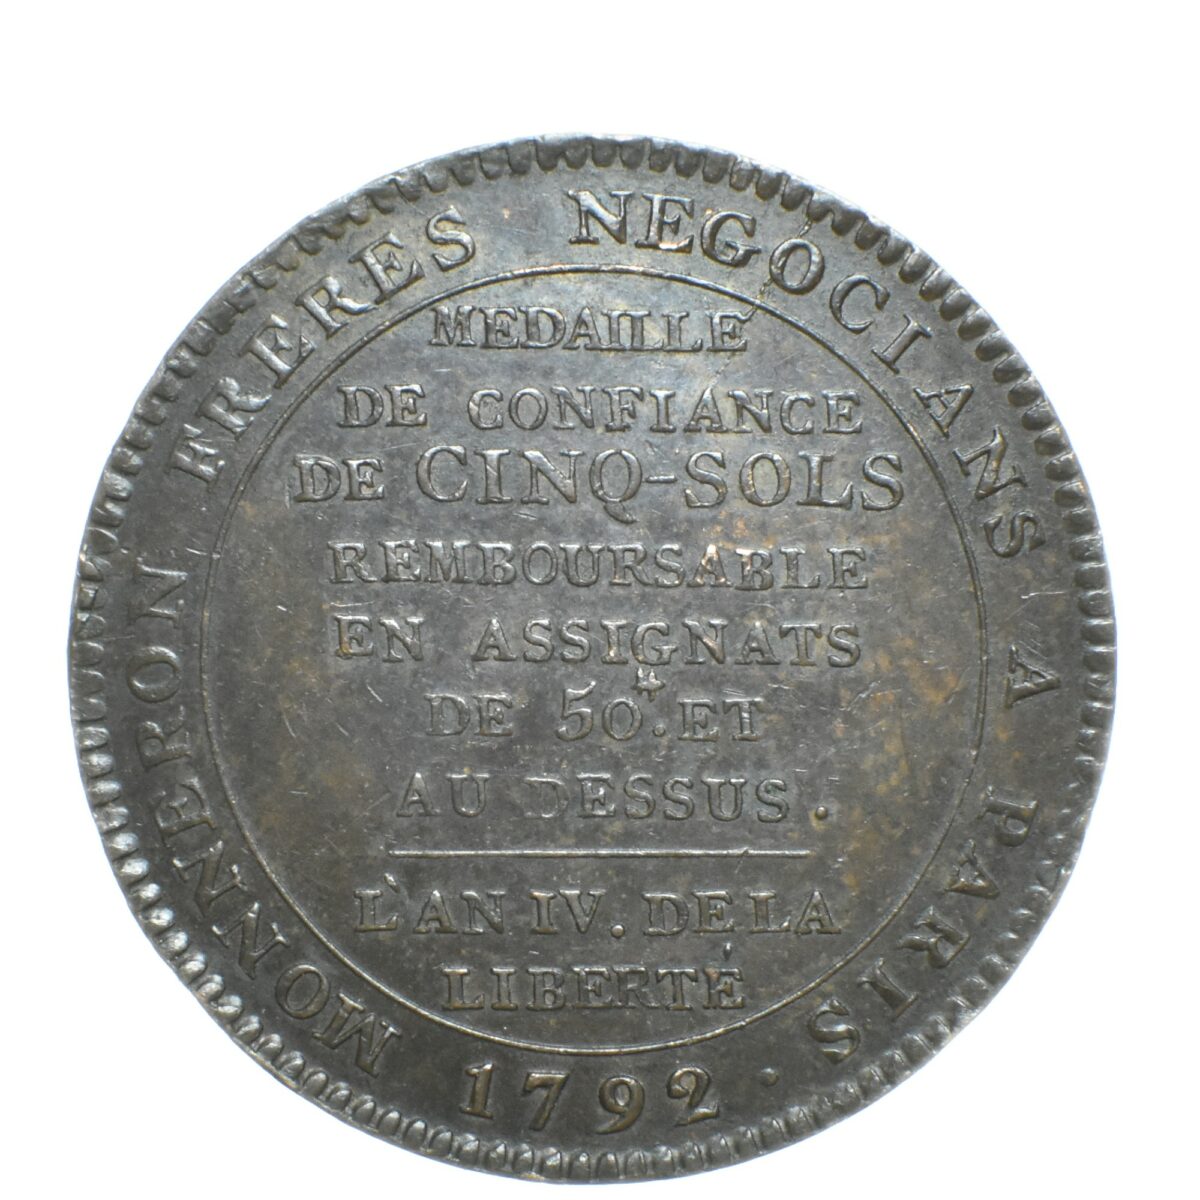 MONNERON FRERES NEGOCIANS A PARIS
1792.
MEDAILLE
DE CONFIANCE
DE CINQ-SOLS
REMBOURSABLE
EN ASSIGNATS
DE 50.# ET
AU DESSUS.
L'AN IV. DE LA
LIBERTÉ